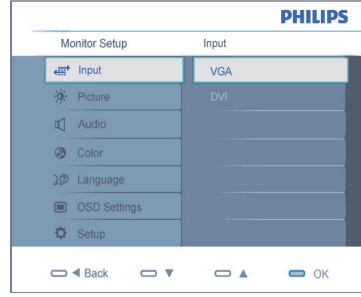 PHILIPS
Monitor Setup Input
Input VGA
Picture DVI
Audio
Color
Language
OSD Settings
Setup
Back OK